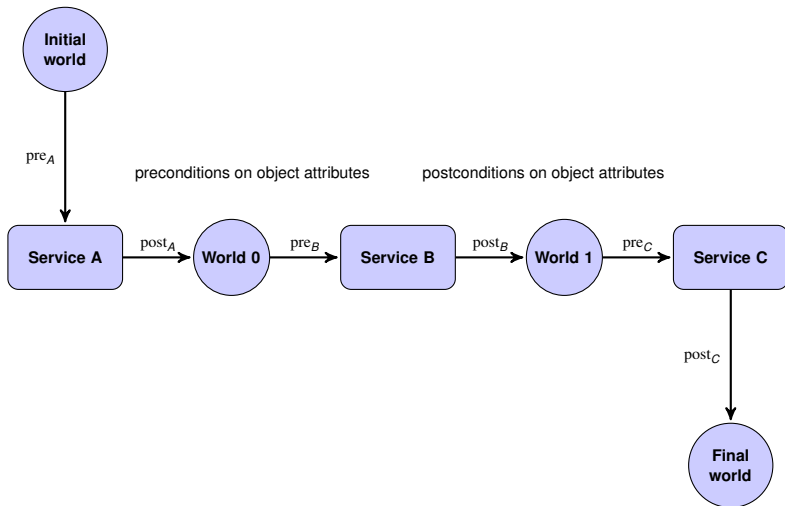 Initial
world
pre_A
preconditions on object attributes
postconditions on object attributes
Service A
post_A
World 0
pre_B
Service B
post_B
World 1
pre_C
Service C
post_C
Final
world